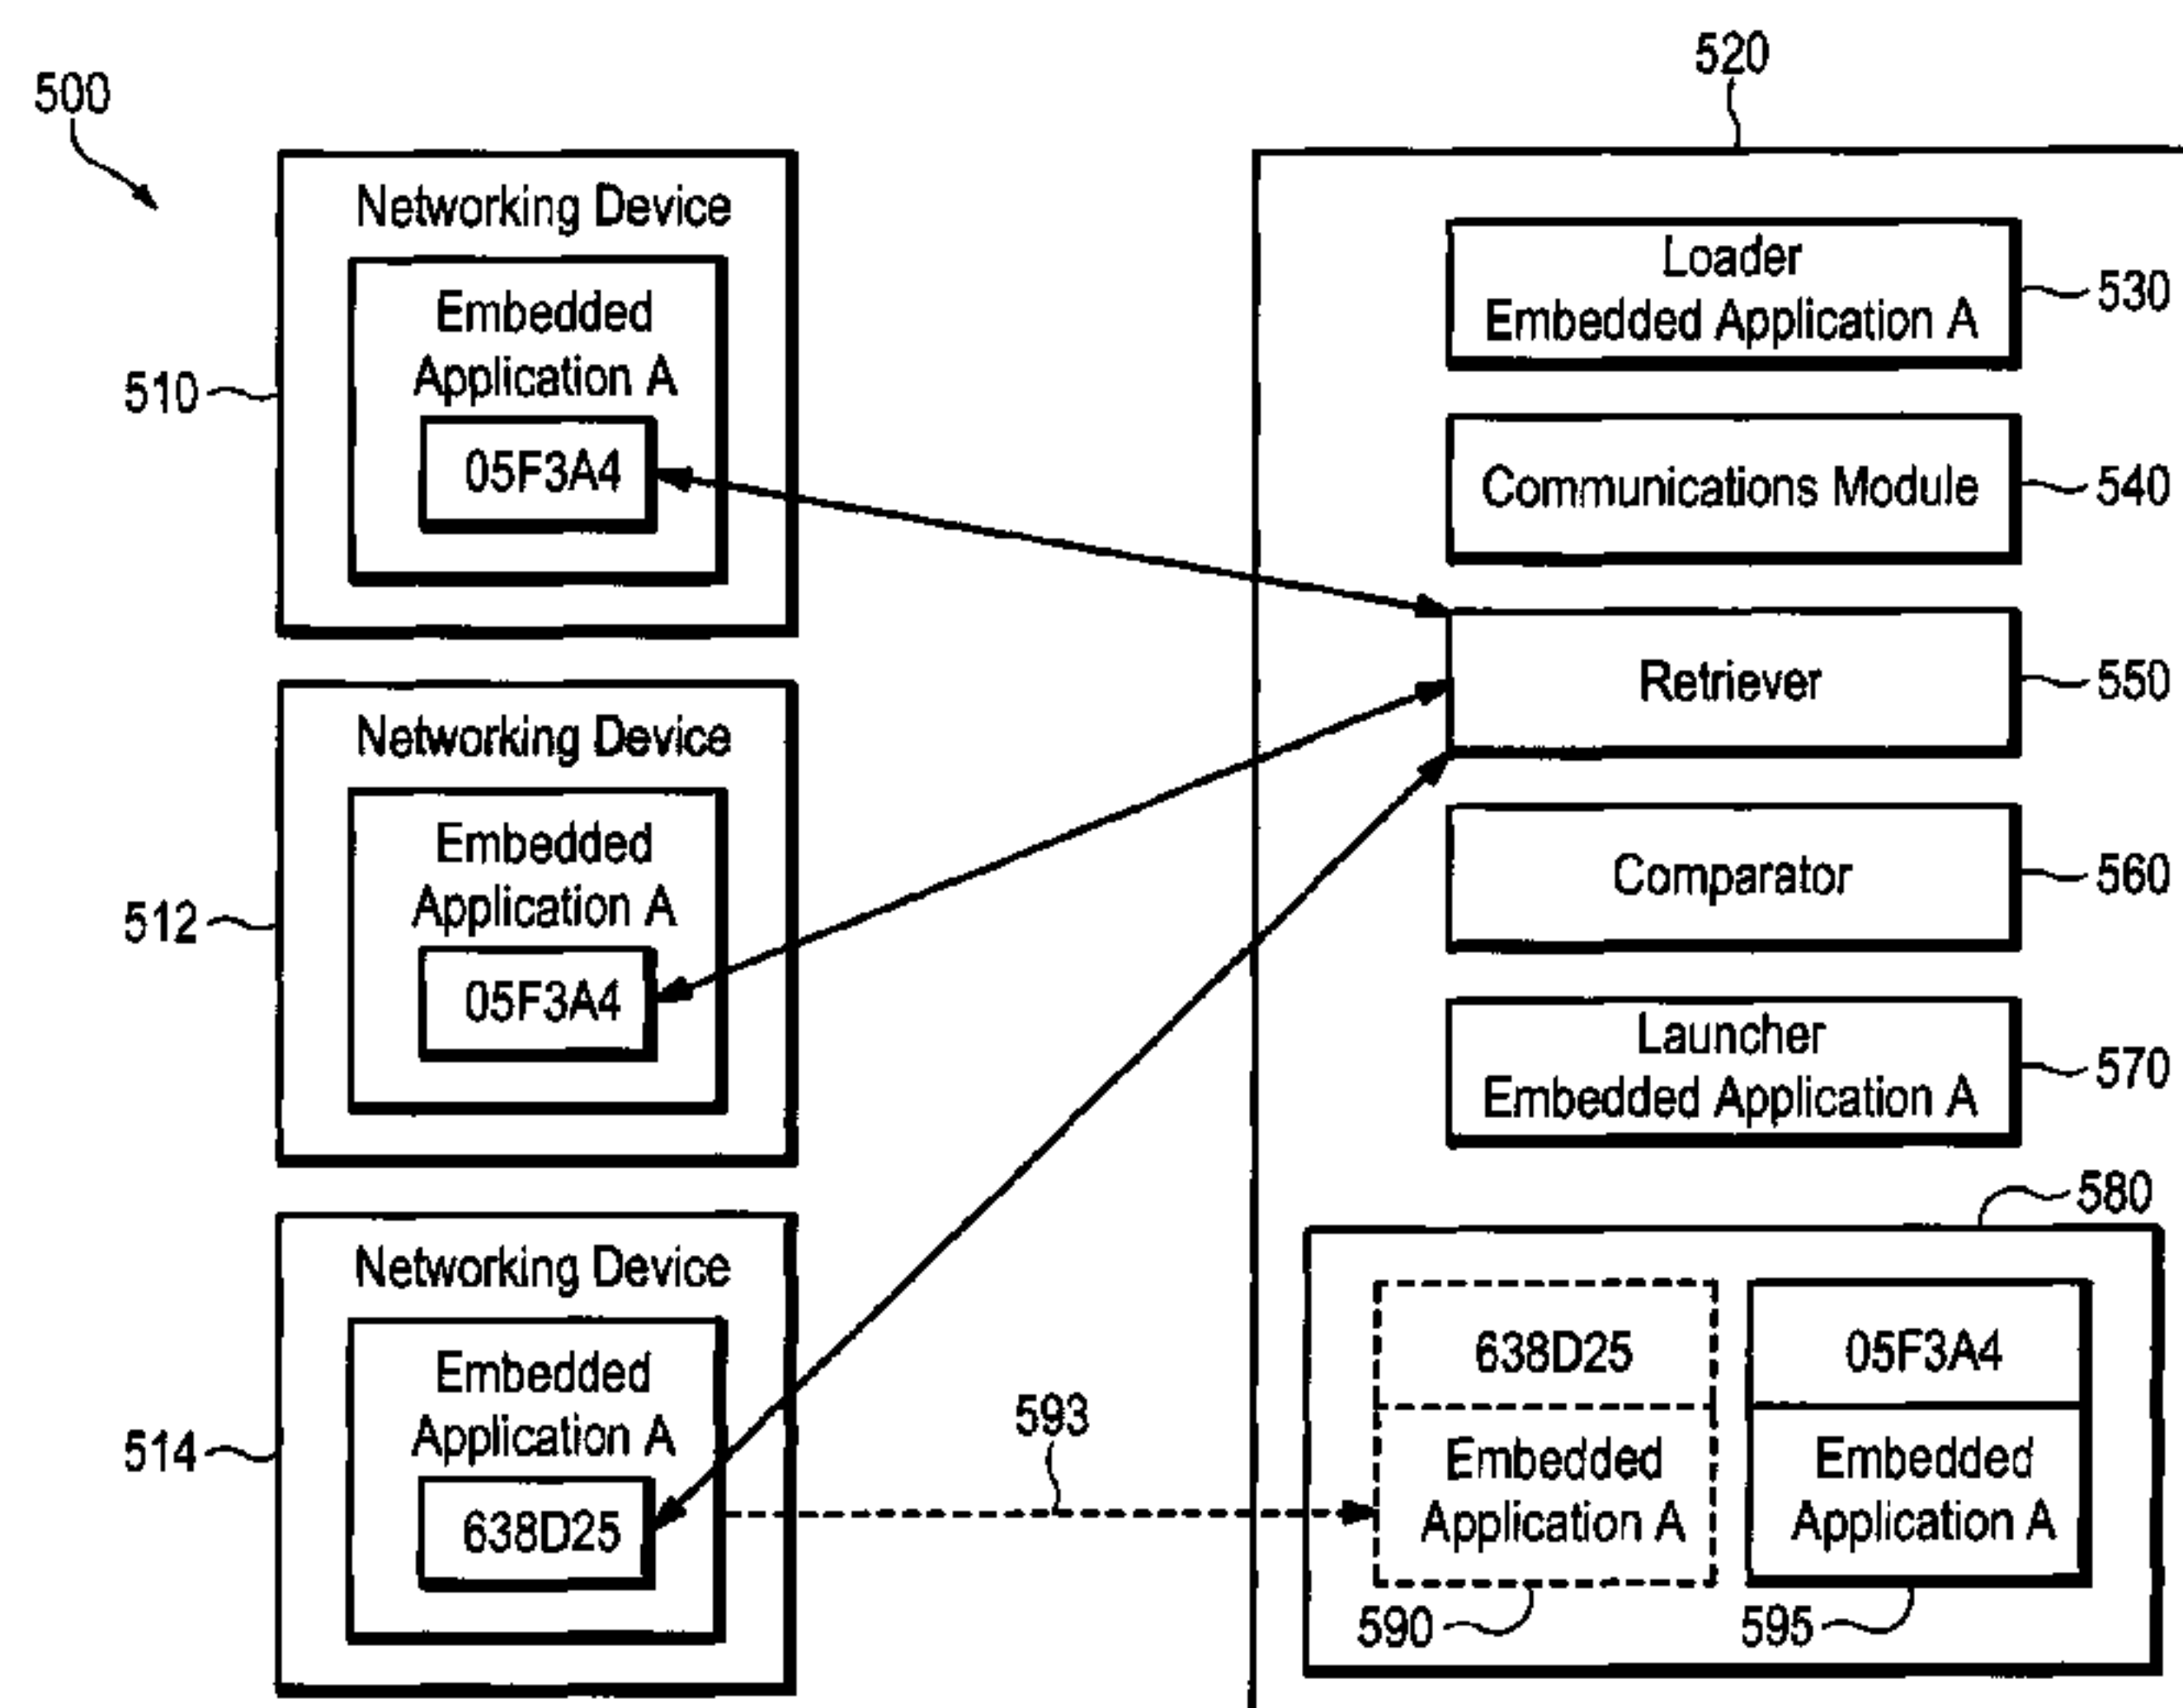 500
520
Networking Device
Embedded
Application A
05F3A4
510
Networking Device
Embedded
Application A
05F3A4
512
Networking Device
Embedded
Application A
638D25
514
593
Loader
Embedded Application A
530
Communications Module
540
Retriever
550
Comparator
560
Launcher
Embedded Application A
570
580
638D25
Embedded
Application A
590
05F3A4
Embedded
Application A
595